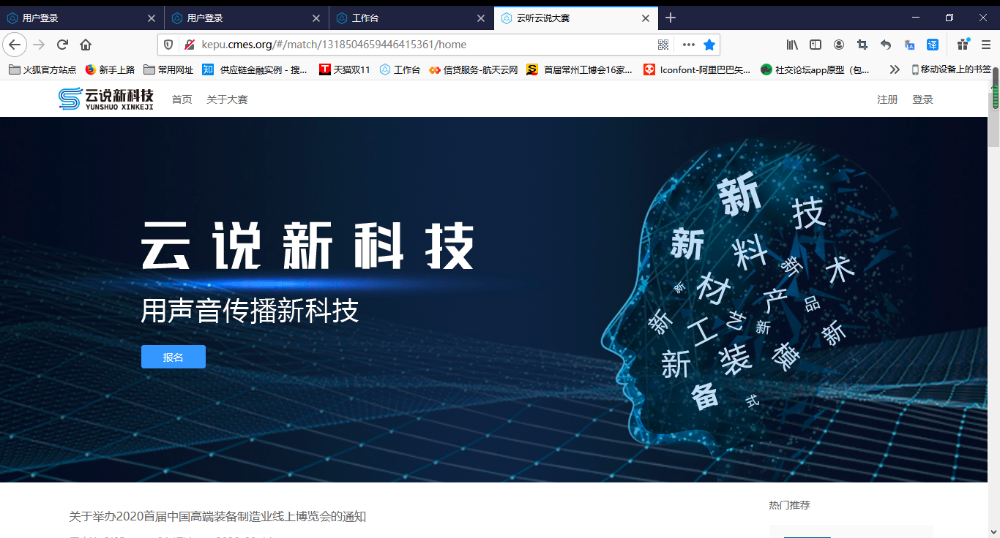 用户登录
用户登录
工作台
云听云说大赛
kepu.cmes.org/#/match/1318504659446415361/home
火狐官方站点
新手上路
常用网址
知 供应链金融实例 - 搜...
T 天猫双11
工作台
信贷服务-航天云网
S 首届常州工博会16家...
Iconfont-阿里巴巴矢...
社交论坛app原型（包...
移动设备上的书签
译
云说新科技
YUNSHUO XINKEJI
首页
关于大赛
注册
登录
云说新科技
用声音传播新科技
报名
新
技
新
料
新
术
新
材
产
品
新
工
艺
新
新
新
装
模
备
式
热门推荐
关于举办2020首届中国高端装备制造业线上博览会的通知